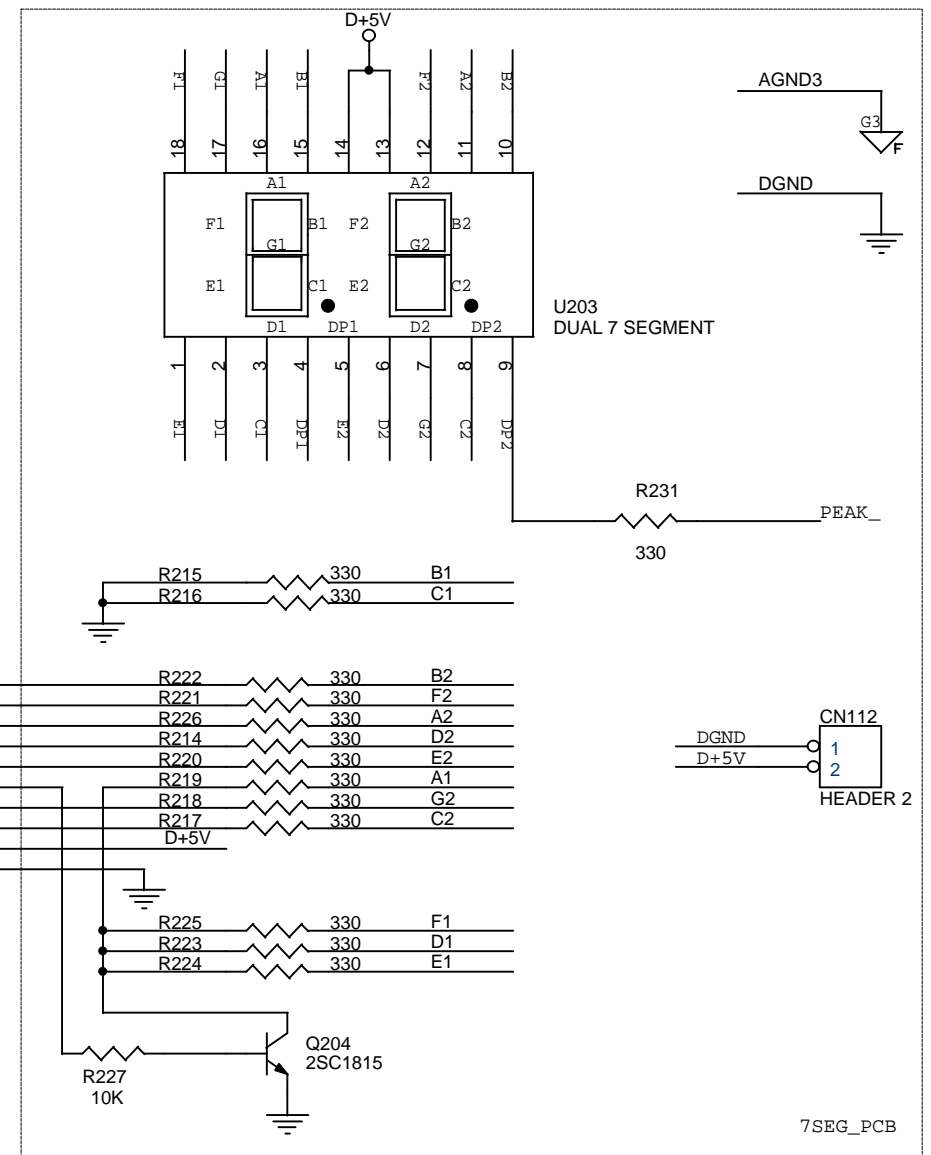 D+5V
F1 G1 A1 B1 F2 A2 B2
18 17 16 15 14 13 12 11 10
AGND3
G3
F
DGND
A1 A2
F1 B1 F2 B2
G1 G2
E1 C1 E2 C2
D1 DP1 D2 DP2
U203
DUAL 7 SEGMENT
1 2 3 4 5 6 7 8 9
E1 D1 C1 DP1 E2 D2 G2 C2 DP2
R231
PEAK_
330
R215 330 B1
R216 330 C1
R222 330 B2
R221 330 F2
R226 330 A2
R214 330 D2
R220 330 E2
R219 330 A1
R218 330 G2
R217 330 C2
D+5V
CN112
DGND 1
D+5V 2
HEADER 2
R225 330 F1
R223 330 D1
R224 330 E1
Q204
2SC1815
R227
10K
7SEG_PCB